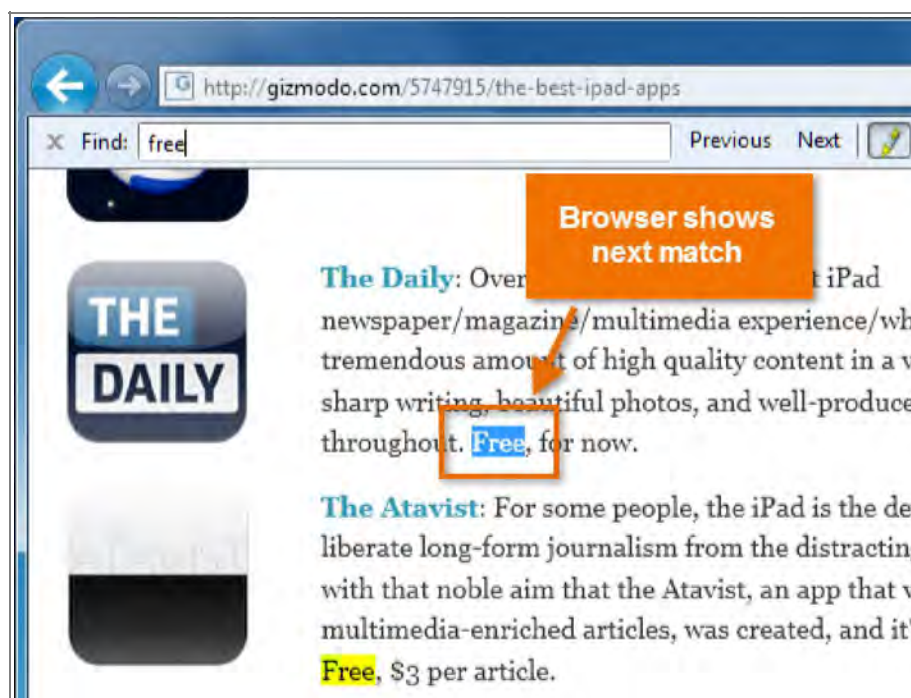 http://gizmodo.com/5747915/the-best-ipad-apps
Find: free
Previous Next
Browser shows
next match
THE
DAILY
The Daily: Over t iPad
newspaper/magazine/multimedia experience/wh
tremendous amount of high quality content in a v
sharp writing, beautiful photos, and well-produce
throughout. Free, for now.
The Atavist: For some people, the iPad is the de
liberate long-form journalism from the distractin
with that noble aim that the Atavist, an app that v
multimedia-enriched articles, was created, and it'
Free, $3 per article.